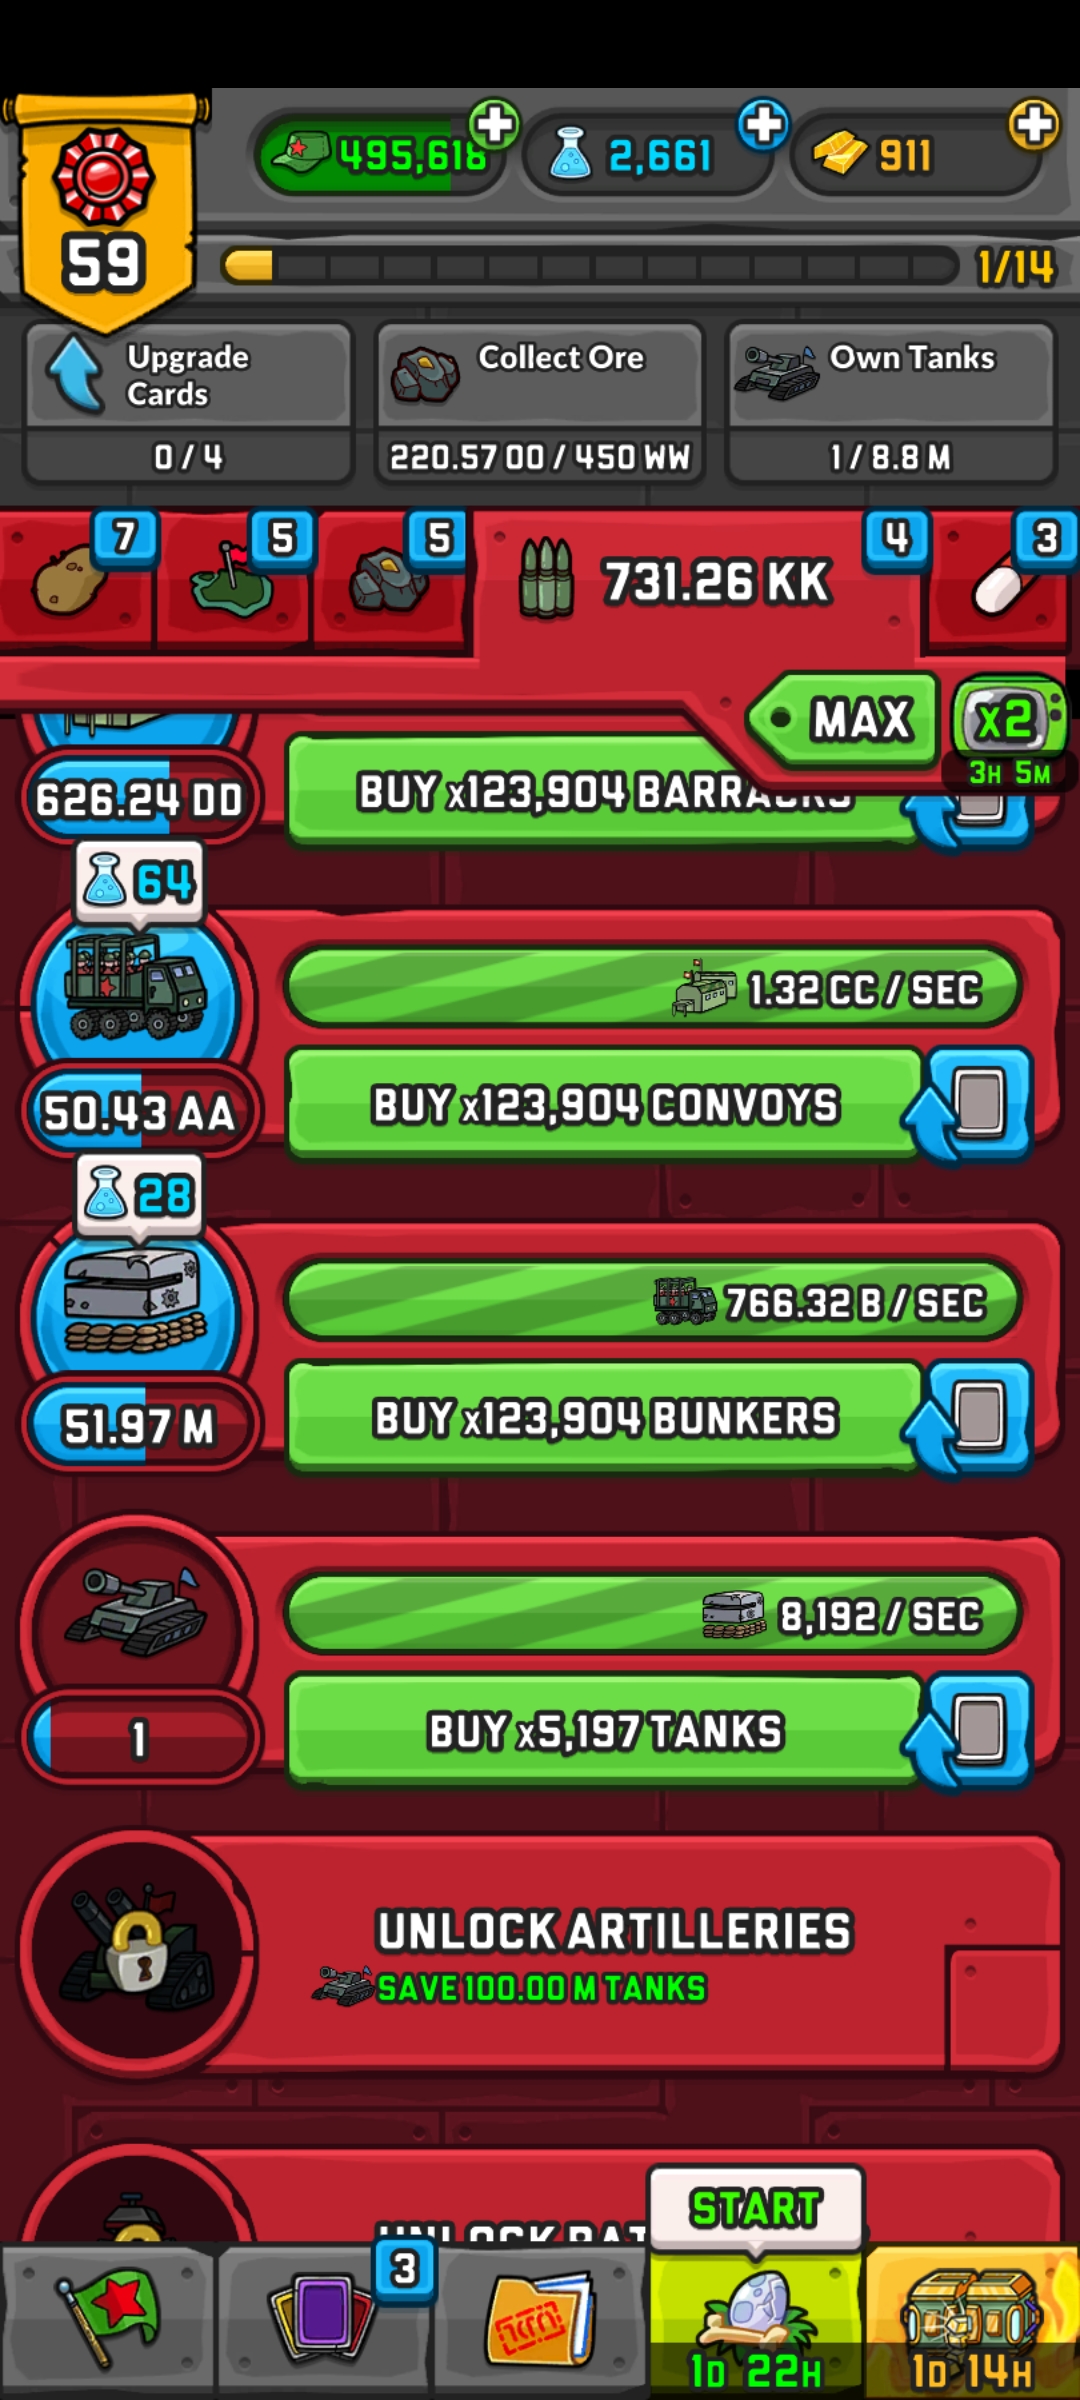 495,618
2,661
911
59
1/14
Upgrade
Cards
0 / 4
Collect Ore
220.57 OO / 450 WW
Own Tanks
1 / 8.8 M
7
5
5
731.26 KK
4
3
MAX
x2
3H 5M
626.24 DD
BUY x123,904 BARRACKS
64
1.32 CC / SEC
50.43 AA
BUY x123,904 CONVOYS
28
766.32 B / SEC
51.97 M
BUY x123,904 BUNKERS
8,192 / SEC
1
BUY x5,197 TANKS
UNLOCK ARTILLERIES
SAVE 100.00 M TANKS
UNLOCK
START
3
1D 22H
1D 14H